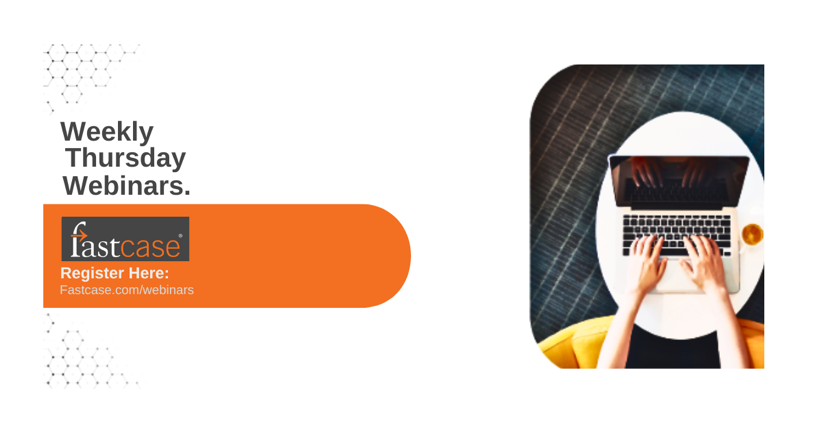 Weekly
Thursday
Webinars.
fastcase®
Register Here:
Fastcase.com/webinars